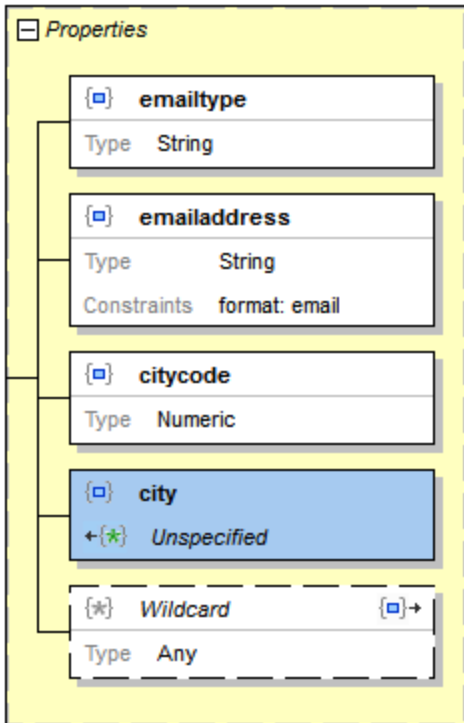 Properties
emailtype
Type String
emailaddress
Type String
Constraints format: email
citycode
Type Numeric
city
Unspecified
Wildcard
Type Any